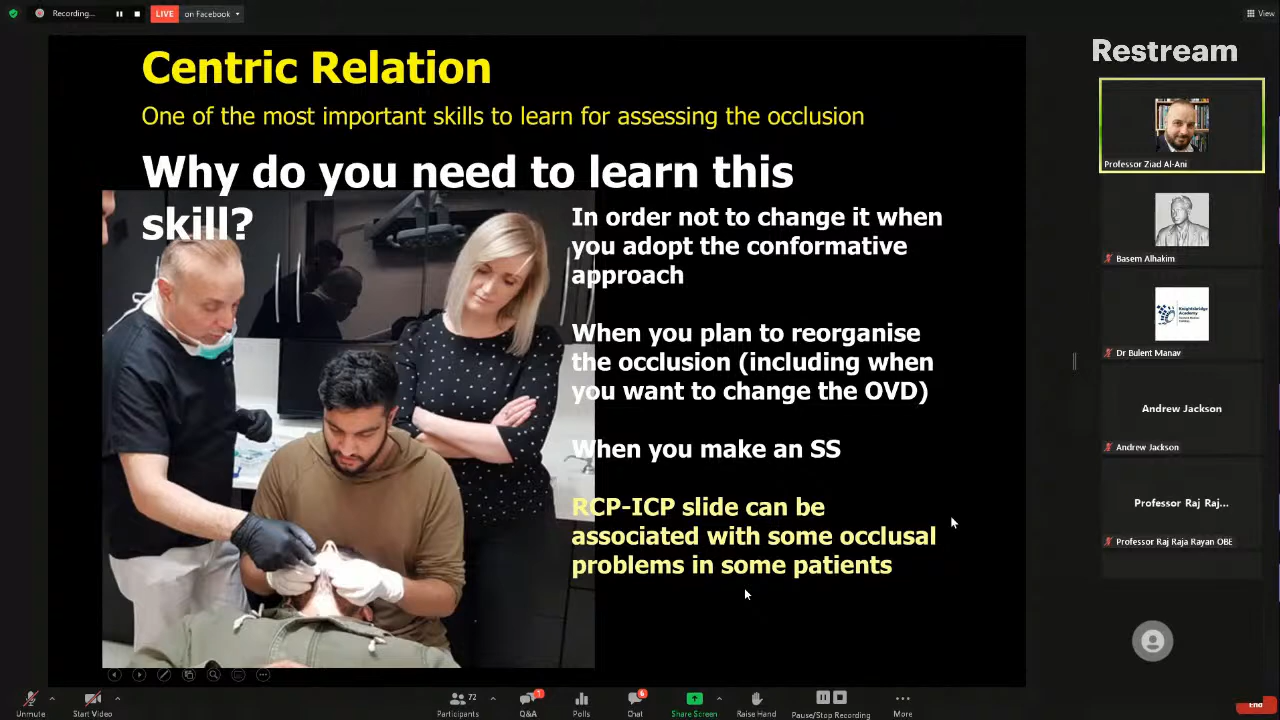 Recording...
LIVE
on Facebook
View
Centric Relation
One of the most important skills to learn for assessing the occlusion
Why do you need to learn this
skill?
In order not to change it when
you adopt the conformative
approach
When you plan to reorganise
the occlusion (including when
you want to change the OVD)
When you make an SS
RCP-ICP slide can be
associated with some occlusal
problems in some patients
Restream
Professor Ziad Al-Ani
Basem Alhakim
Knightsbridge
Academy
Dr Bulent Manav
Andrew Jackson
Andrew Jackson
Professor Raj Raj...
Professor Raj Raja Rayan OBE
Unmute
Start Video
72
Participants
1
Q&A
Polls
6
Chat
Share Screen
Raise Hand
Pause/Stop Recording
More
End